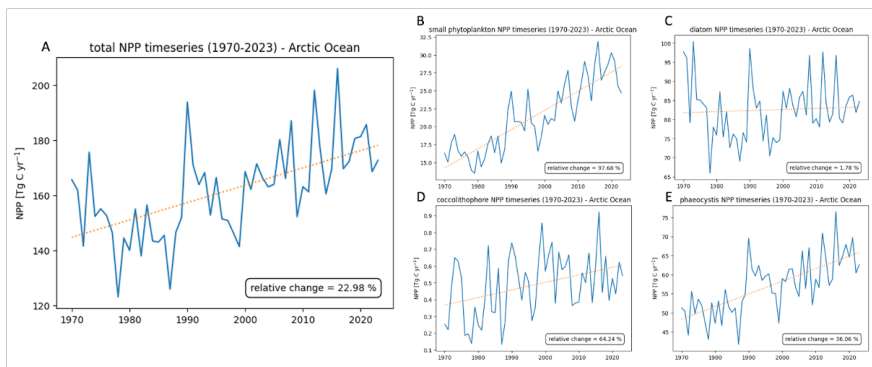 A
total NPP timeseries (1970-2023) - Arctic Ocean
NPP [Tg C yr⁻¹]
200
180
160
140
120
relative change = 22.98 %
1970 1980 1990 2000 2010 2020
B
small phytoplankton NPP timeseries (1970-2023) - Arctic Ocean
NPP [Tg C yr⁻¹]
32.5
30.0
27.5
25.0
22.5
20.0
17.5
15.0
relative change = 97.68 %
1970 1980 1990 2000 2010 2020
C
diatom NPP timeseries (1970-2023) - Arctic Ocean
NPP [Tg C yr⁻¹]
100
95
90
85
80
75
70
65
relative change = 1.78 %
1970 1980 1990 2000 2010 2020
D
coccolithophore NPP timeseries (1970-2023) - Arctic Ocean
NPP [Tg C yr⁻¹]
0.9
0.8
0.7
0.6
0.5
0.4
0.3
0.2
0.1
relative change = 64.24 %
1970 1980 1990 2000 2010 2020
E
phaeocystis NPP timeseries (1970-2023) - Arctic Ocean
NPP [Tg C yr⁻¹]
75
70
65
60
55
50
45
relative change = 36.06 %
1970 1980 1990 2000 2010 2020